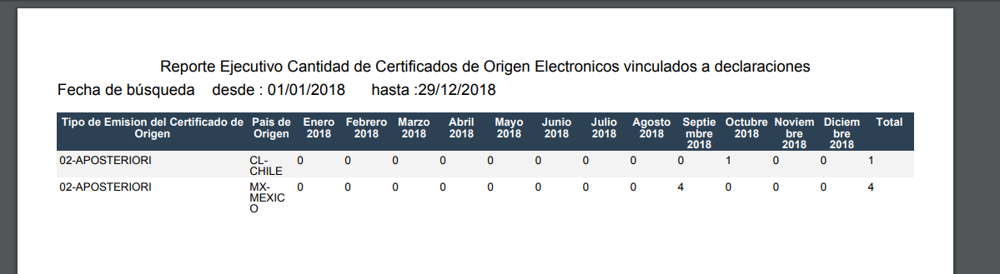 Reporte Ejecutivo Cantidad de Certificados de Origen Electronicos vinculados a declaraciones
Fecha de búsqueda desde : 01/01/2018 hasta :29/12/2018
Tipo de Emision del Certificado de Origen Pais de Origen Enero 2018 Febrero 2018 Marzo 2018 Abril 2018 Mayo 2018 Junio 2018 Julio 2018 Agosto 2018 Septie mbre 2018 Octubre 2018 Noviem bre 2018 Diciem bre 2018 Total
02-APOSTERIORI CL- CHILE 0 0 0 0 0 0 0 0 0 1 0 0 1
02-APOSTERIORI MX- MEXIC O 0 0 0 0 0 0 0 0 4 0 0 0 4